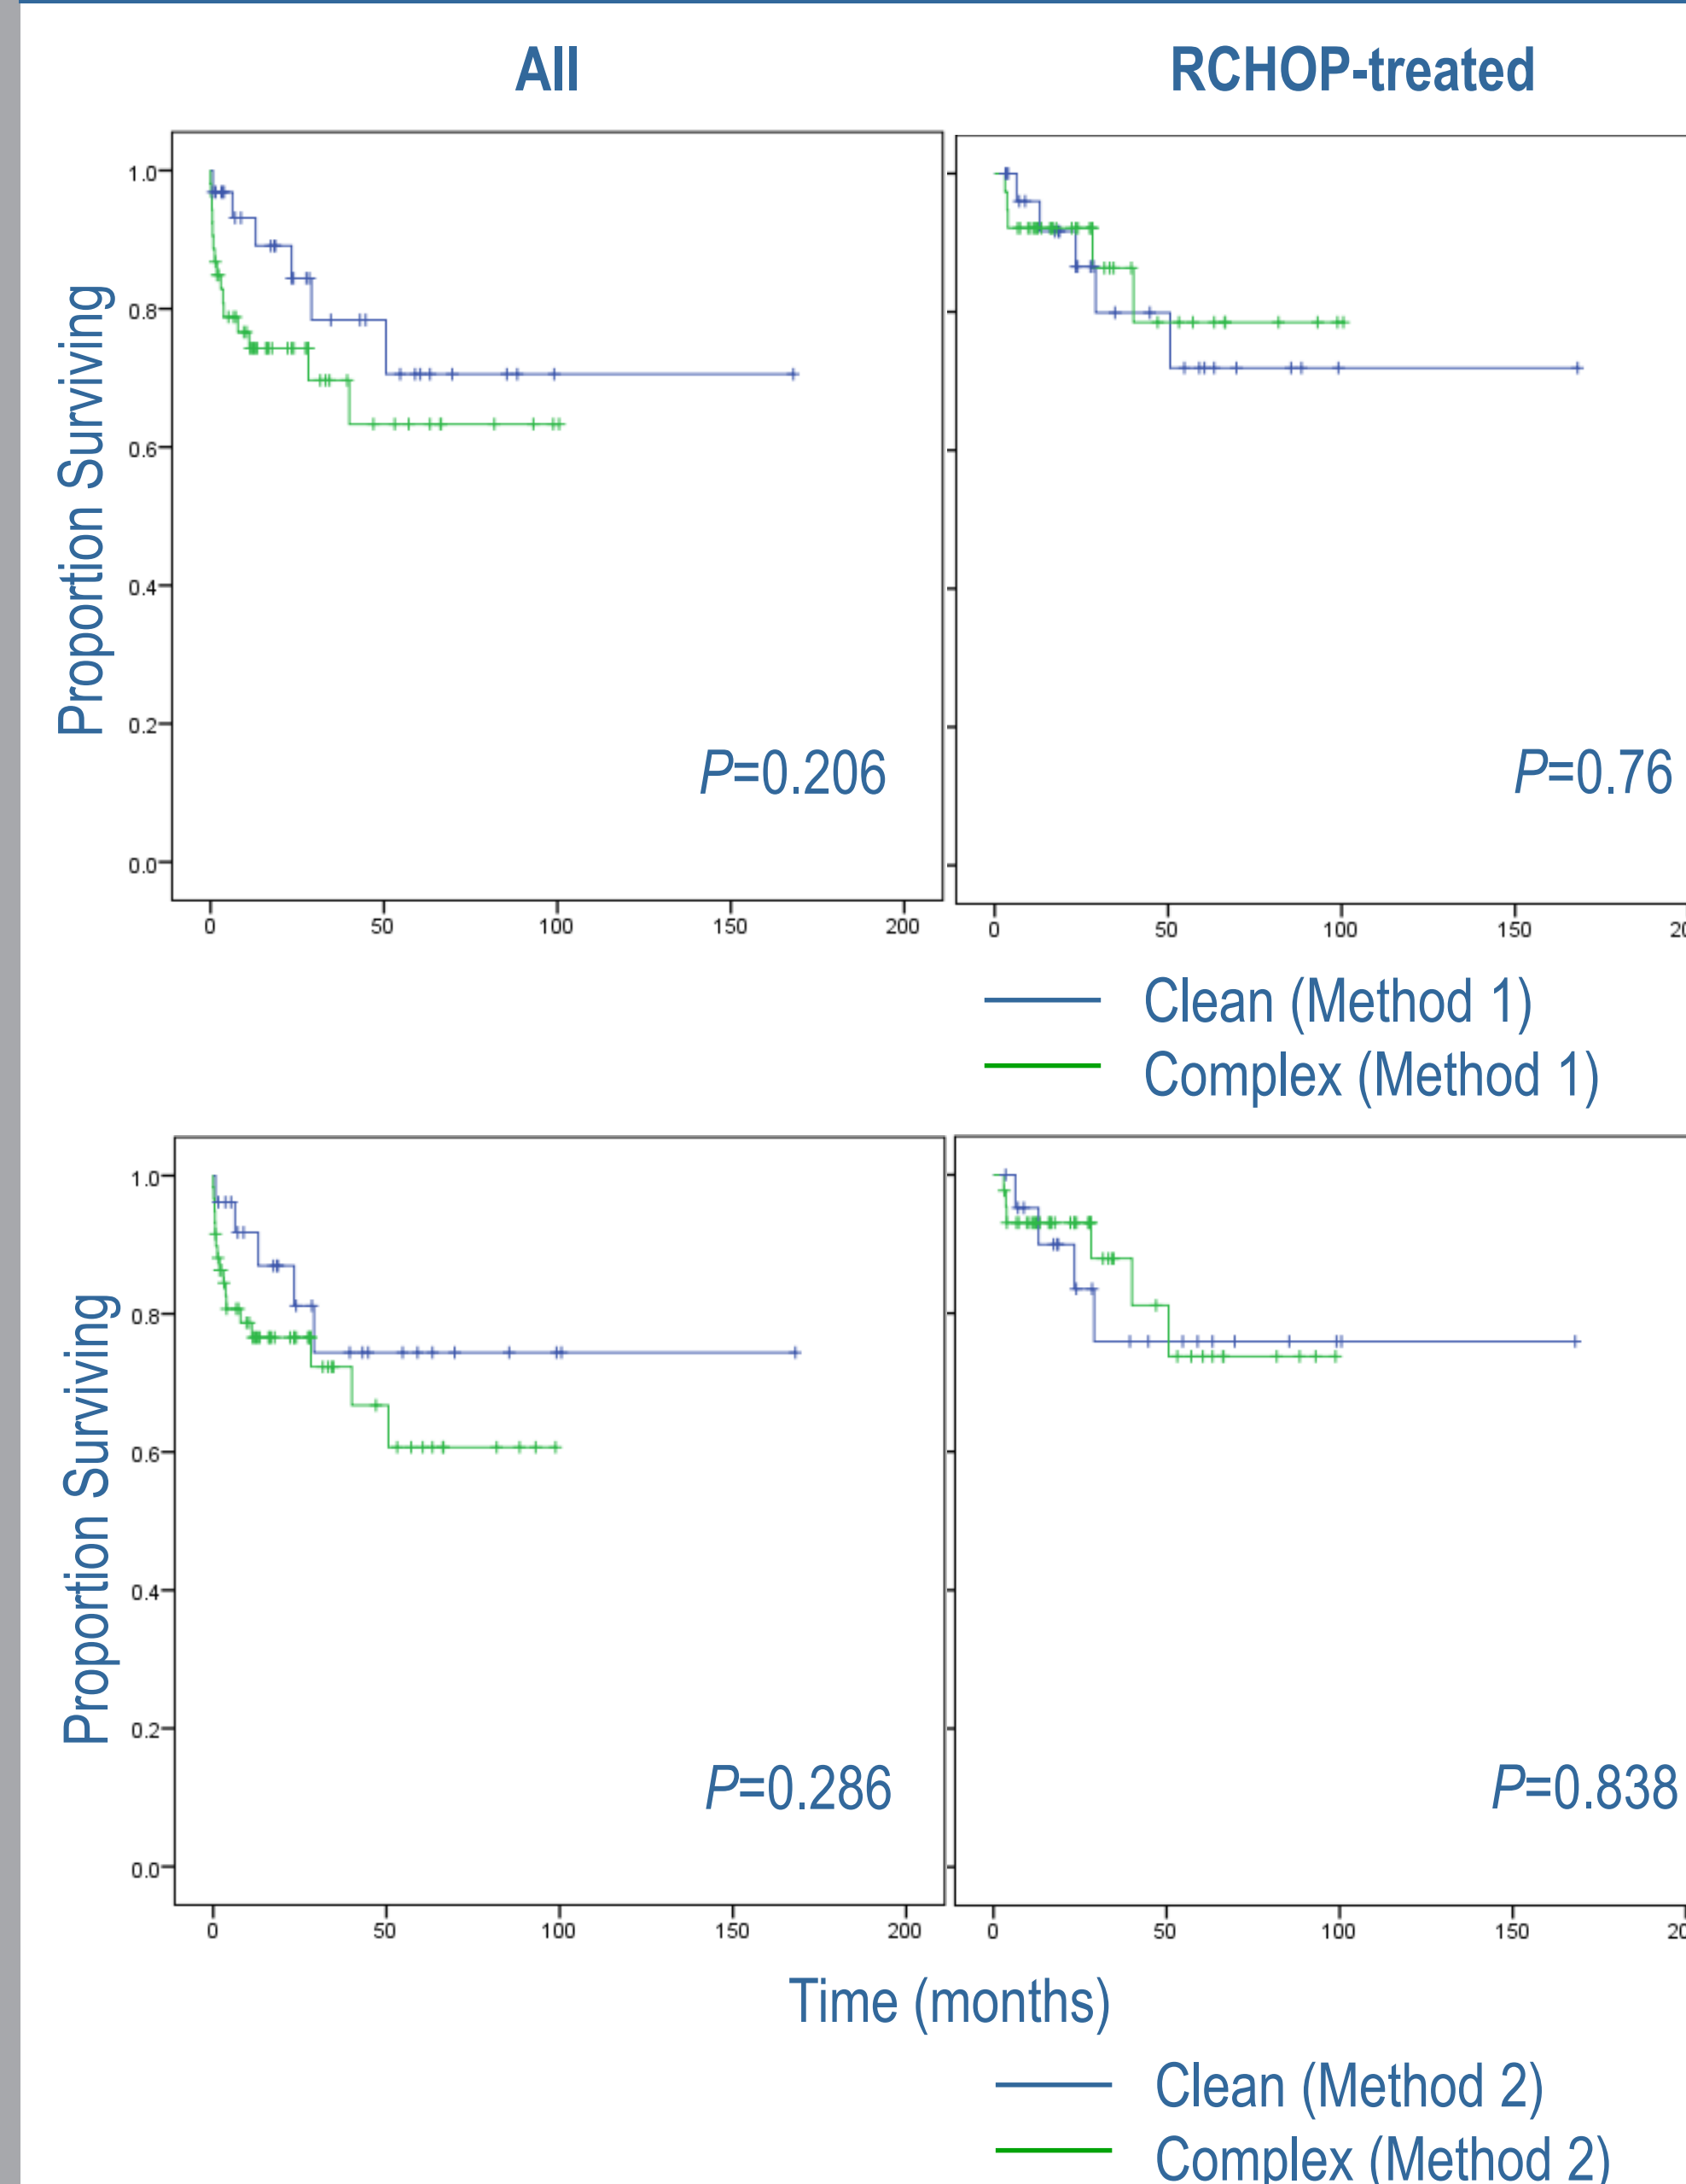 All
RCHOP-treated
Proportion Surviving
1.0
0.8
0.6
0.4
0.2
0.0
P=0.206
0 50 100 150 200
P=0.76
0 50 100 150
Clean (Method 1)
Complex (Method 1)
Proportion Surviving
1.0
0.8
0.6
0.4
0.2
0.0
P=0.286
0 50 100 150 200
P=0.838
0 50 100 150
Time (months)
Clean (Method 2)
Complex (Method 2)